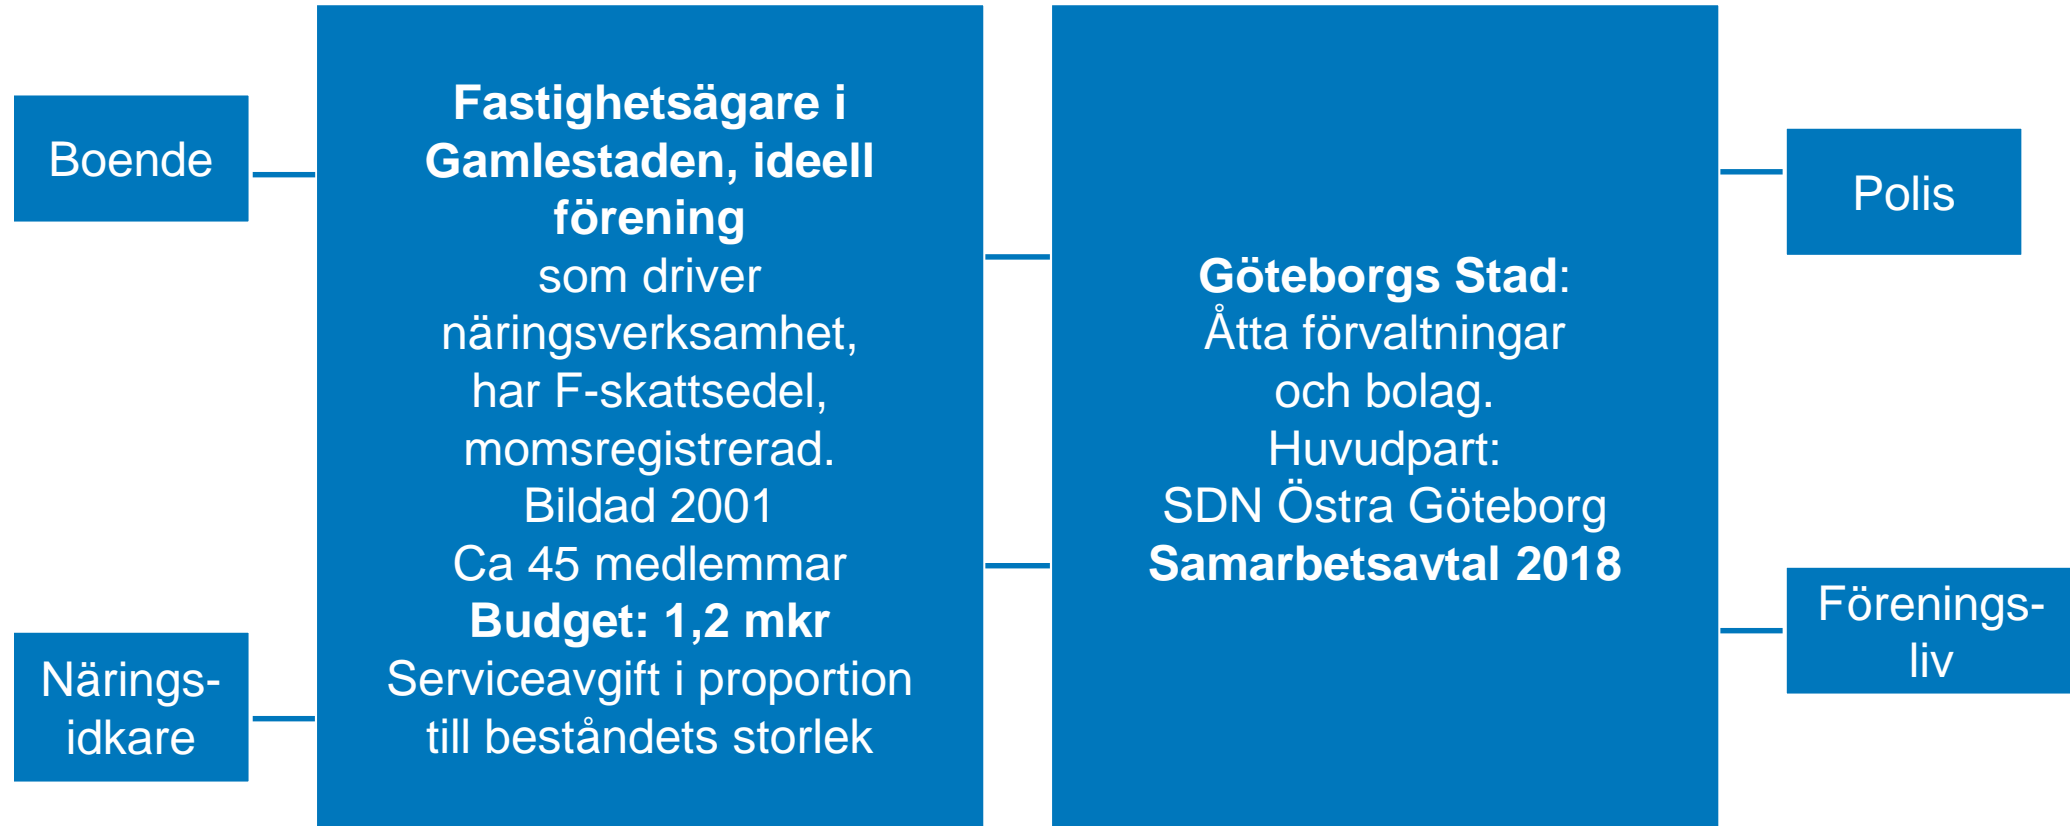 Boende
Närings-
idkare
Fastighetsägare i
Gamlestaden, ideell
förening
som driver
näringsverksamhet,
har F-skattsedel,
momsregistrerad.
Bildad 2001
Ca 45 medlemmar
Budget: 1,2 mkr
Serviceavgift i proportion
till beståndets storlek
Göteborgs Stad:
Åtta förvaltningar
och bolag.
Huvudpart:
SDN Östra Göteborg
Samarbetsavtal 2018
Polis
Förenings-
liv